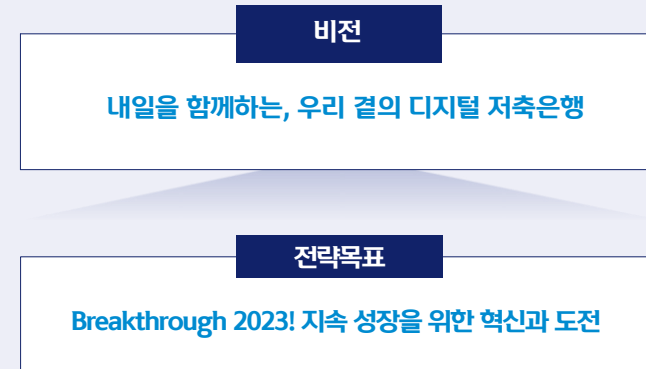 비전
내일을 함께하는, 우리 곁의 디지털 저축은행
전략목표
Breakthrough 2023! 지속 성장을 위한 혁신과 도전